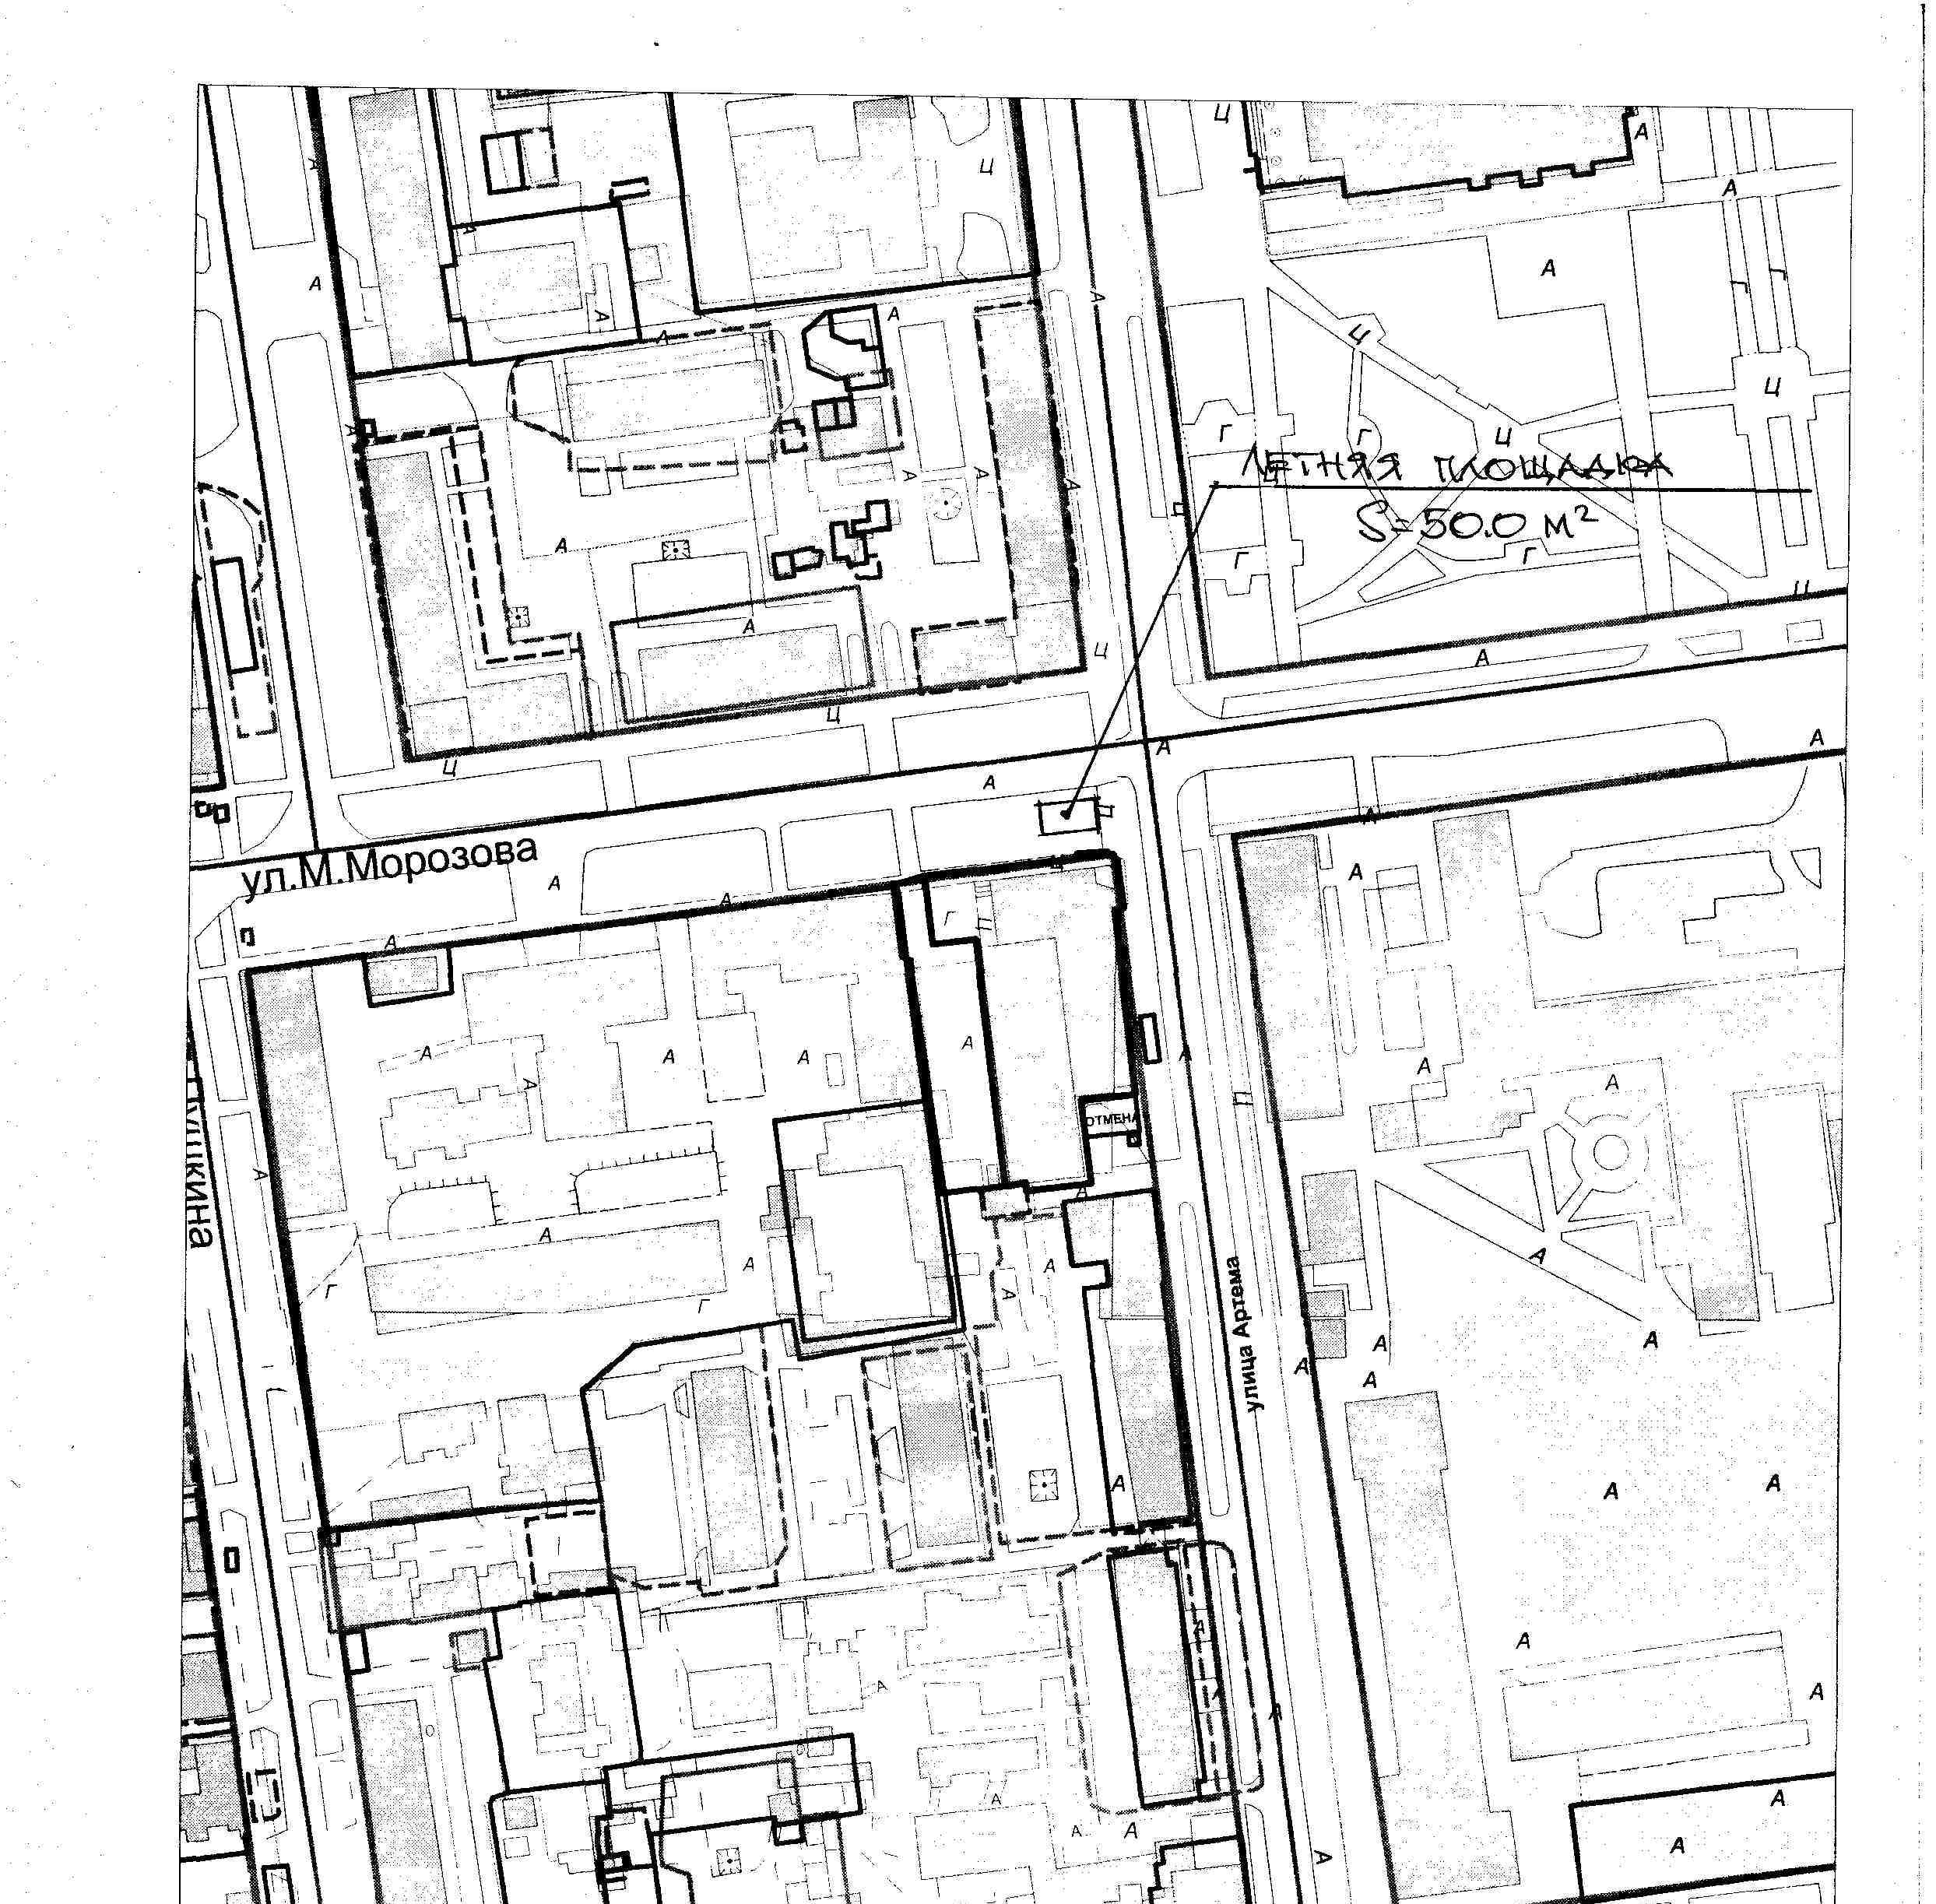 ЛЕТНЯЯ ПЛОЩАДКА
S=50.0 м²
ул.М.Морозова
ОТМЕНА
улица Артема